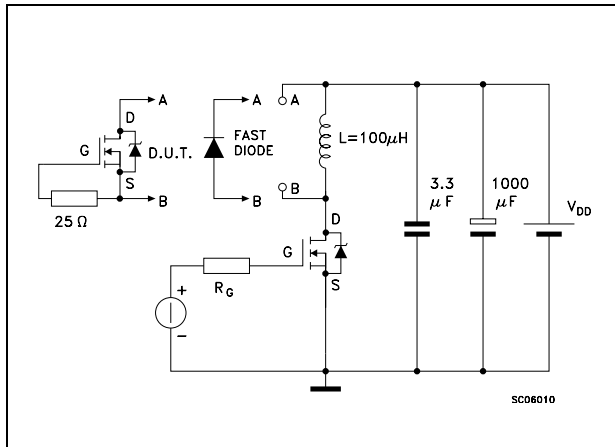 A
D
G
D.U.T.
S
B
25 Ω
A
FAST
DIODE
B
A
L=100μH
B
D
G
S
RG
+
-
3.3
μF
1000
μF
VDD
SC06010